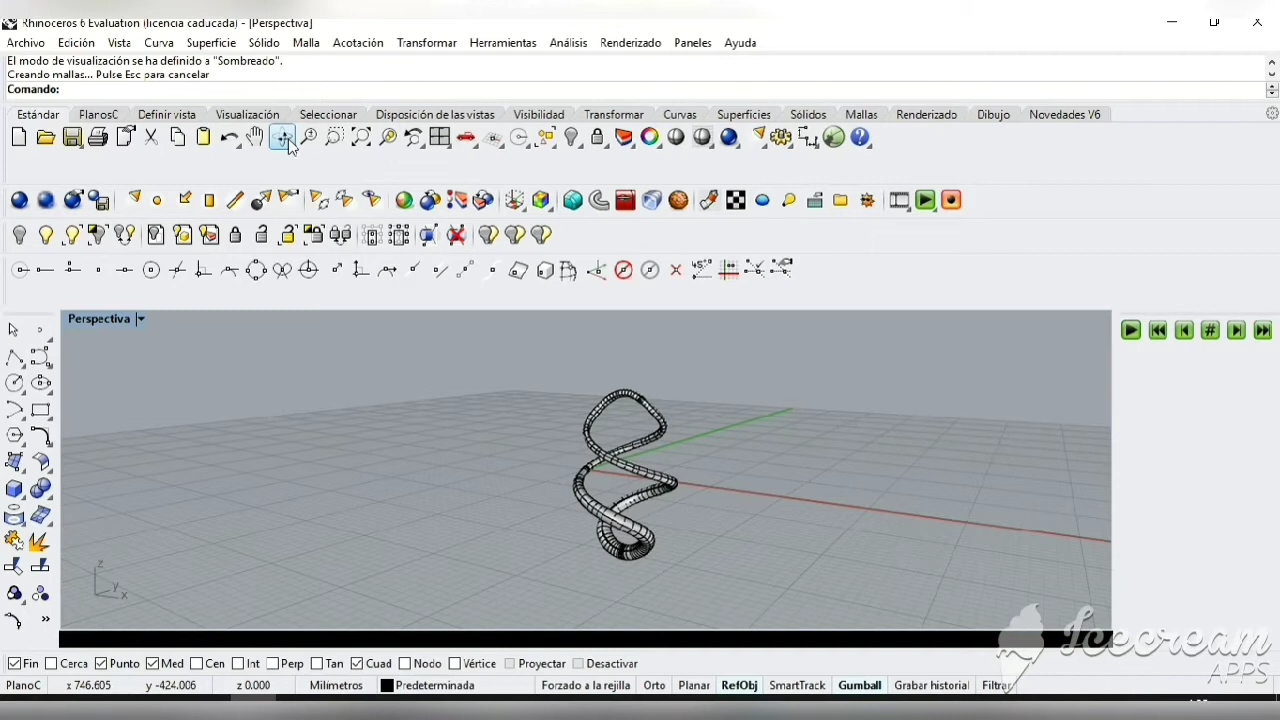 Rhinoceros 6 Evaluation (licencia caducada) - [Perspectiva]
Archivo Edición Vista Curva Superficie Sólido Malla Acotación Transformar Herramientas Análisis Renderizado Paneles Ayuda
El modo de visualización se ha definido a "Sombreado".
Creando mallas... Pulse Esc para cancelar
Comando:
Estándar PlanosC Definir vista Visualización Seleccionar Disposición de las vistas Visibilidad Transformar Curvas Superficies Sólidos Mallas Renderizado Dibujo Novedades V6
Perspectiva
z
y
x
Icecream
APPS
Fin Cerca Punto Med Cen Int Perp Tan Cuad Nodo Vértice Proyectar Desactivar
PlanoC x 746.605 y -424.006 z 0.000 Milímetros Predeterminada Forzado a la rejilla Orto Planar RefObj SmartTrack Gumball Grabar historial Filtrar